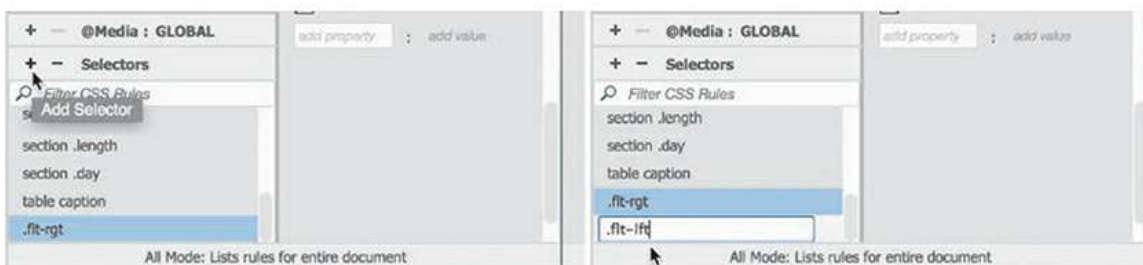 + − @Media : GLOBAL
add property : add value
+ − Selectors
Filter CSS Rules
Add Selector
section .length
section .day
table caption
.flt-rgt
All Mode: Lists rules for entire document
+ − @Media : GLOBAL
add property : add value
+ − Selectors
Filter CSS Rules
section .length
section .day
table caption
.flt-rgt
.flt-lft
All Mode: Lists rules for entire document